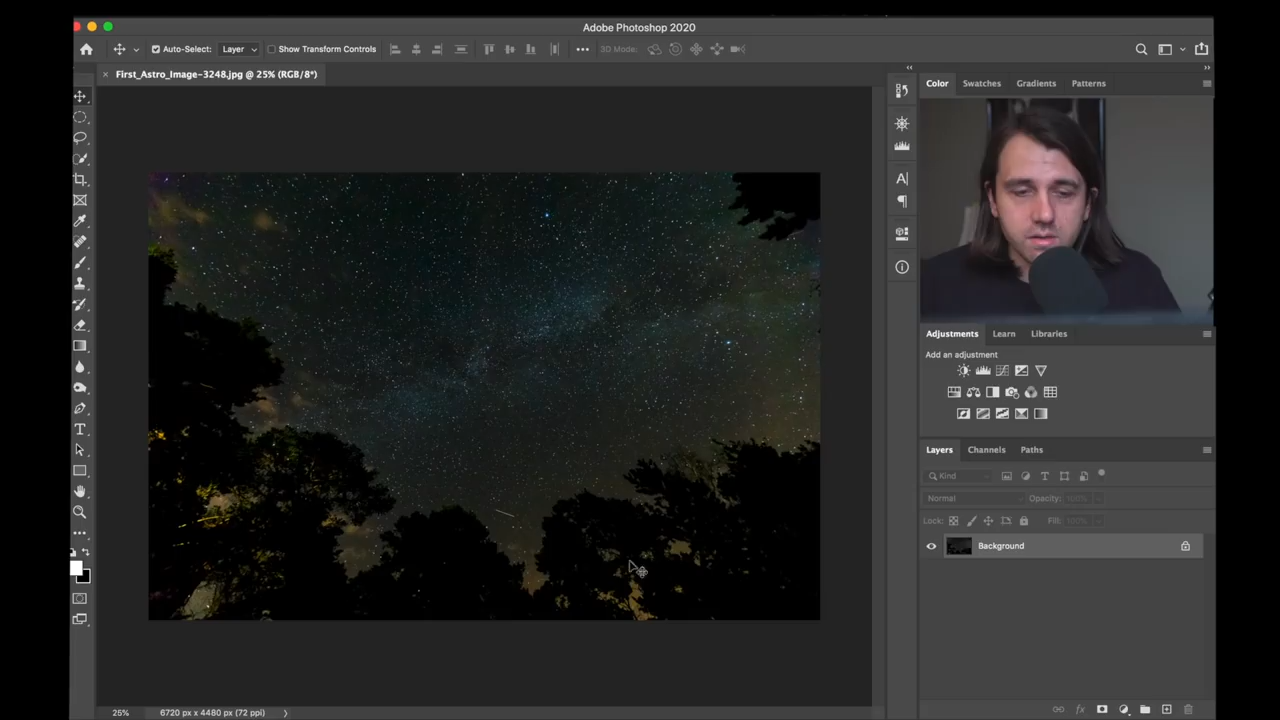 Adobe Photoshop 2020
Auto-Select: Layer Show Transform Controls 3D Mode:
First_Astro_Image-3248.jpg @ 25% (RGB/8*)
Color Swatches Gradients Patterns
Adjustments Learn Libraries
Add an adjustment
Layers Channels Paths
Kind
Normal Opacity: 100%
Lock: Fill: 100%
Background
25% 6720 px x 4480 px (72 ppi)